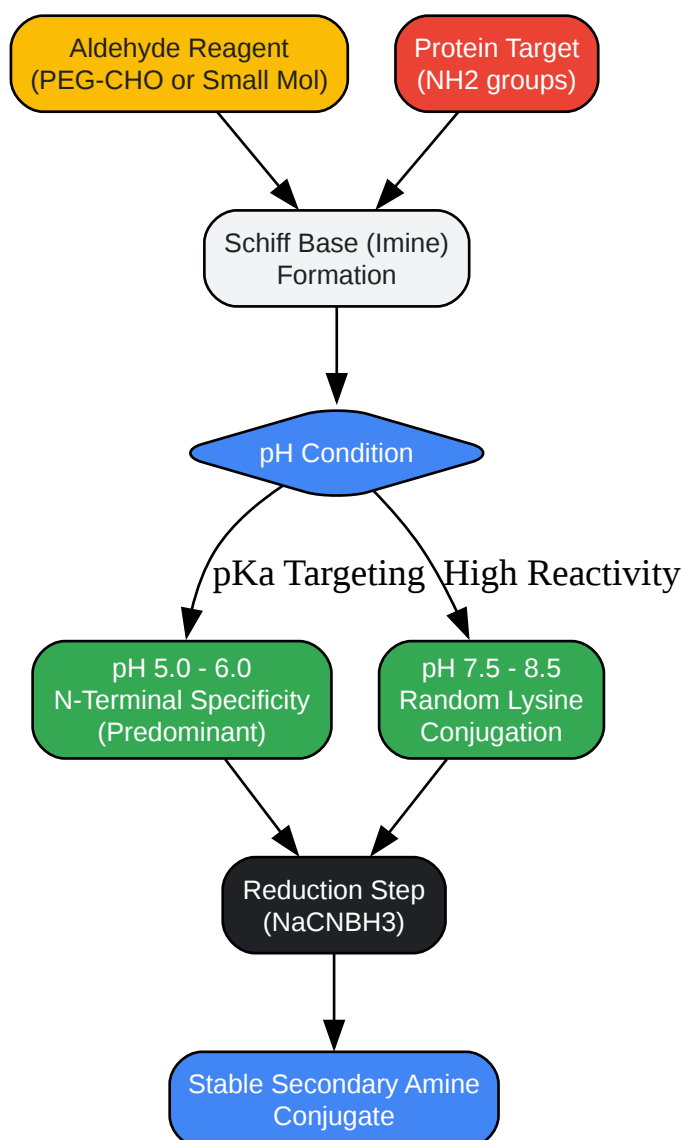 Aldehyde Reagent
(PEG-CHO or Small Mol)
Protein Target
(NH2 groups)
Schiff Base (Imine)
Formation
pH Condition
pKa Targeting
High Reactivity
pH 5.0 - 6.0
N-Terminal Specificity
(Predominant)
pH 7.5 - 8.5
Random Lysine
Conjugation
Reduction Step
(NaCNBH3)
Stable Secondary Amine
Conjugate